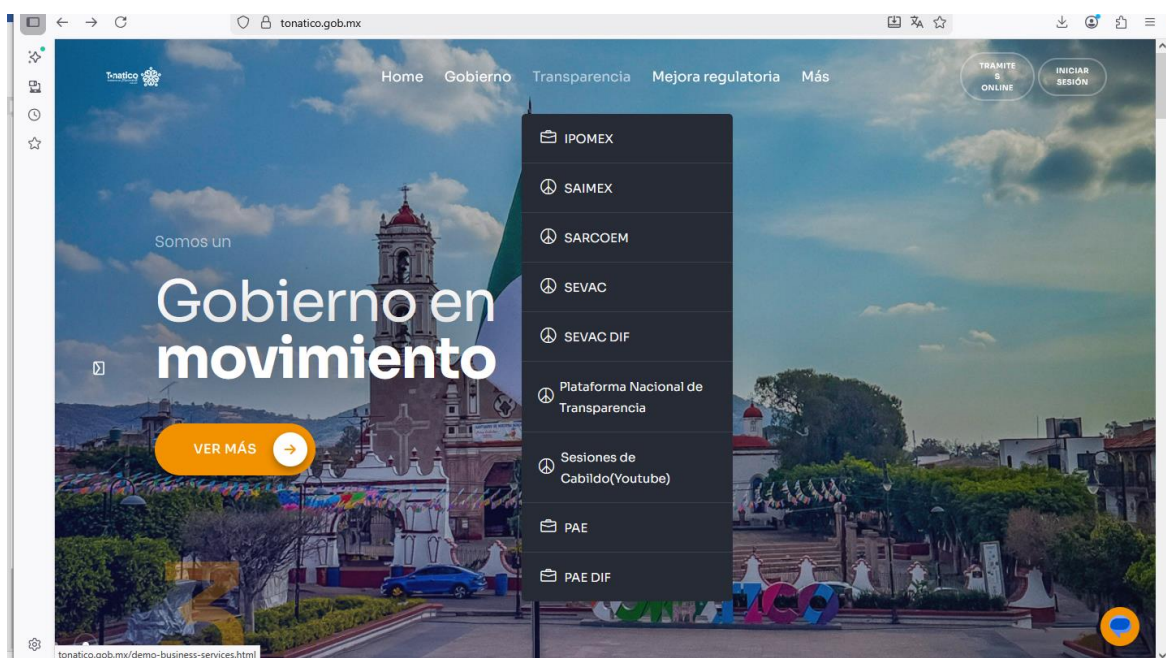 tonatico.gob.mx
Tonatico
Home Gobierno Transparencia Mejora regulatoria Más
TRAMITE
S
ONLINE
INICIAR
SESIÓN
IPOMEX
SAIMEX
SARCOEM
SEVAC
SEVAC DIF
Plataforma Nacional de
Transparencia
Sesiones de
Cabildo(Youtube)
PAE
PAE DIF
Somos un
Gobierno en
movimiento
VER MÁS
tonatico.gob.mx/demo-business-services.html